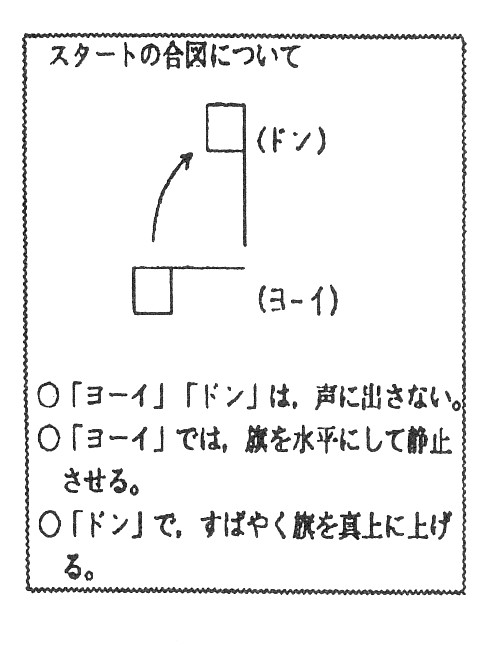 スタートの合図について
(ドン)
(ヨーイ)
○「ヨーイ」「ドン」は，声に出さない。
○「ヨーイ」では，旗を水平にして静止
させる。
○「ドン」で，すばやく旗を真上に上げ
る。